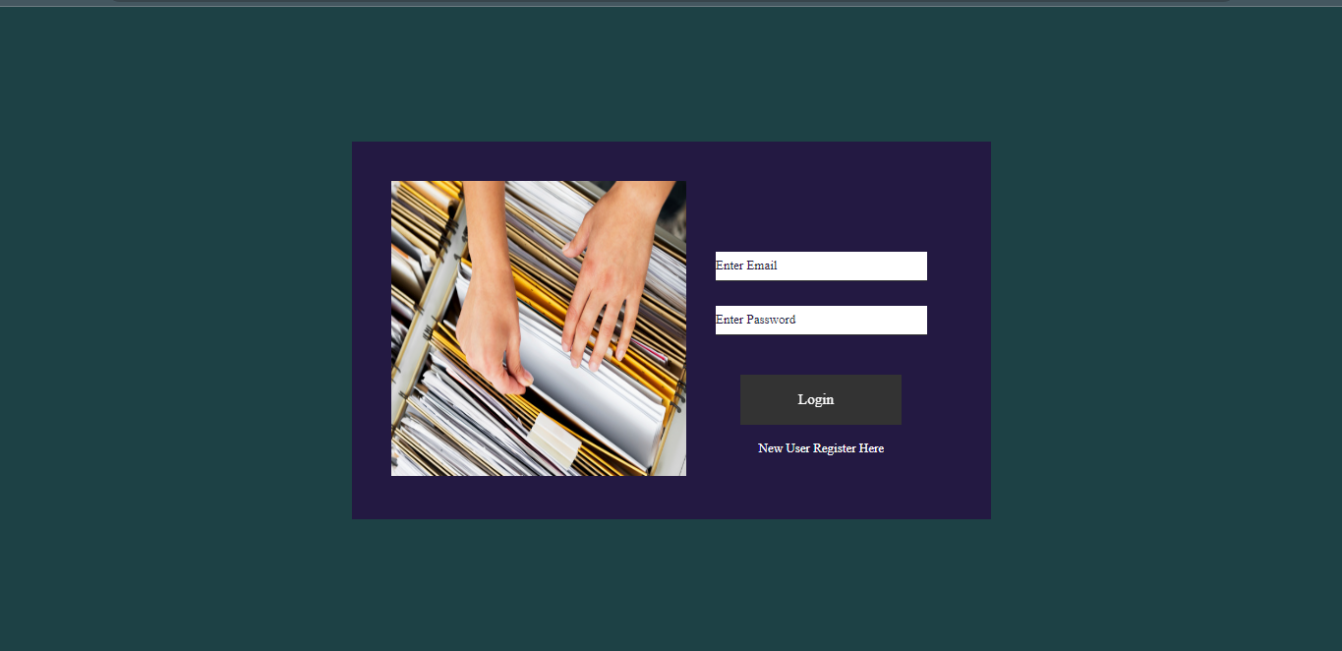 Enter Email
Enter Password
Login
New User Register Here